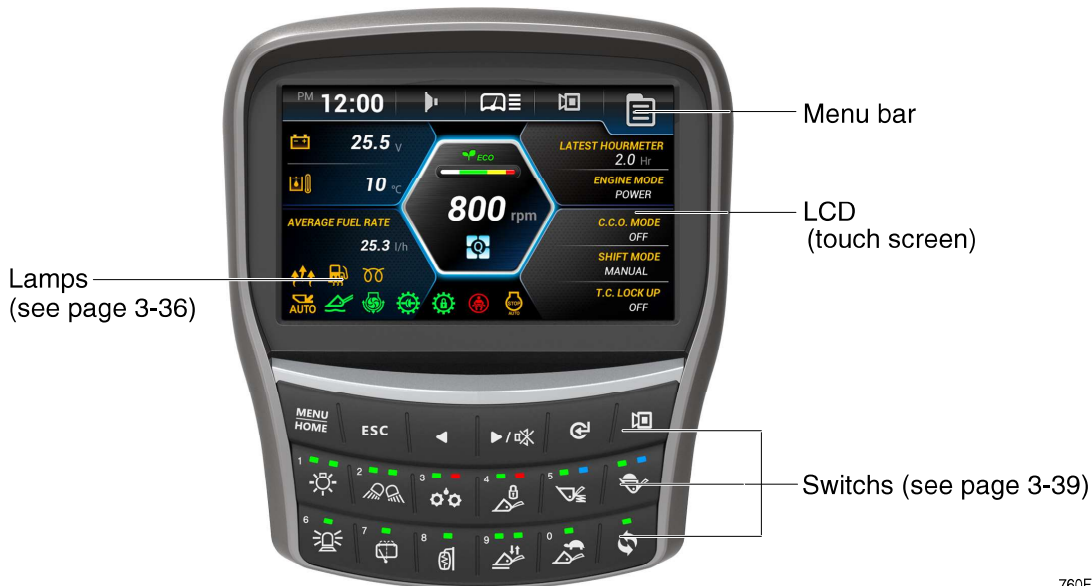 PM 12:00
25.5 V
10 °C
AVERAGE FUEL RATE
25.3 l/h
AUTO
STOP
AUTO
ECO
800 rpm
Q
LATEST HOURMETER
2.0 Hr
ENGINE MODE
POWER
C.C.O. MODE
OFF
SHIFT MODE
MANUAL
T.C. LOCK UP
OFF
Menu bar
LCD
(touch screen)
Lamps
(see page 3-36)
MENU
HOME
ESC
/
1 2 3 4 5
6 7 8 9 0
Switchs (see page 3-39)